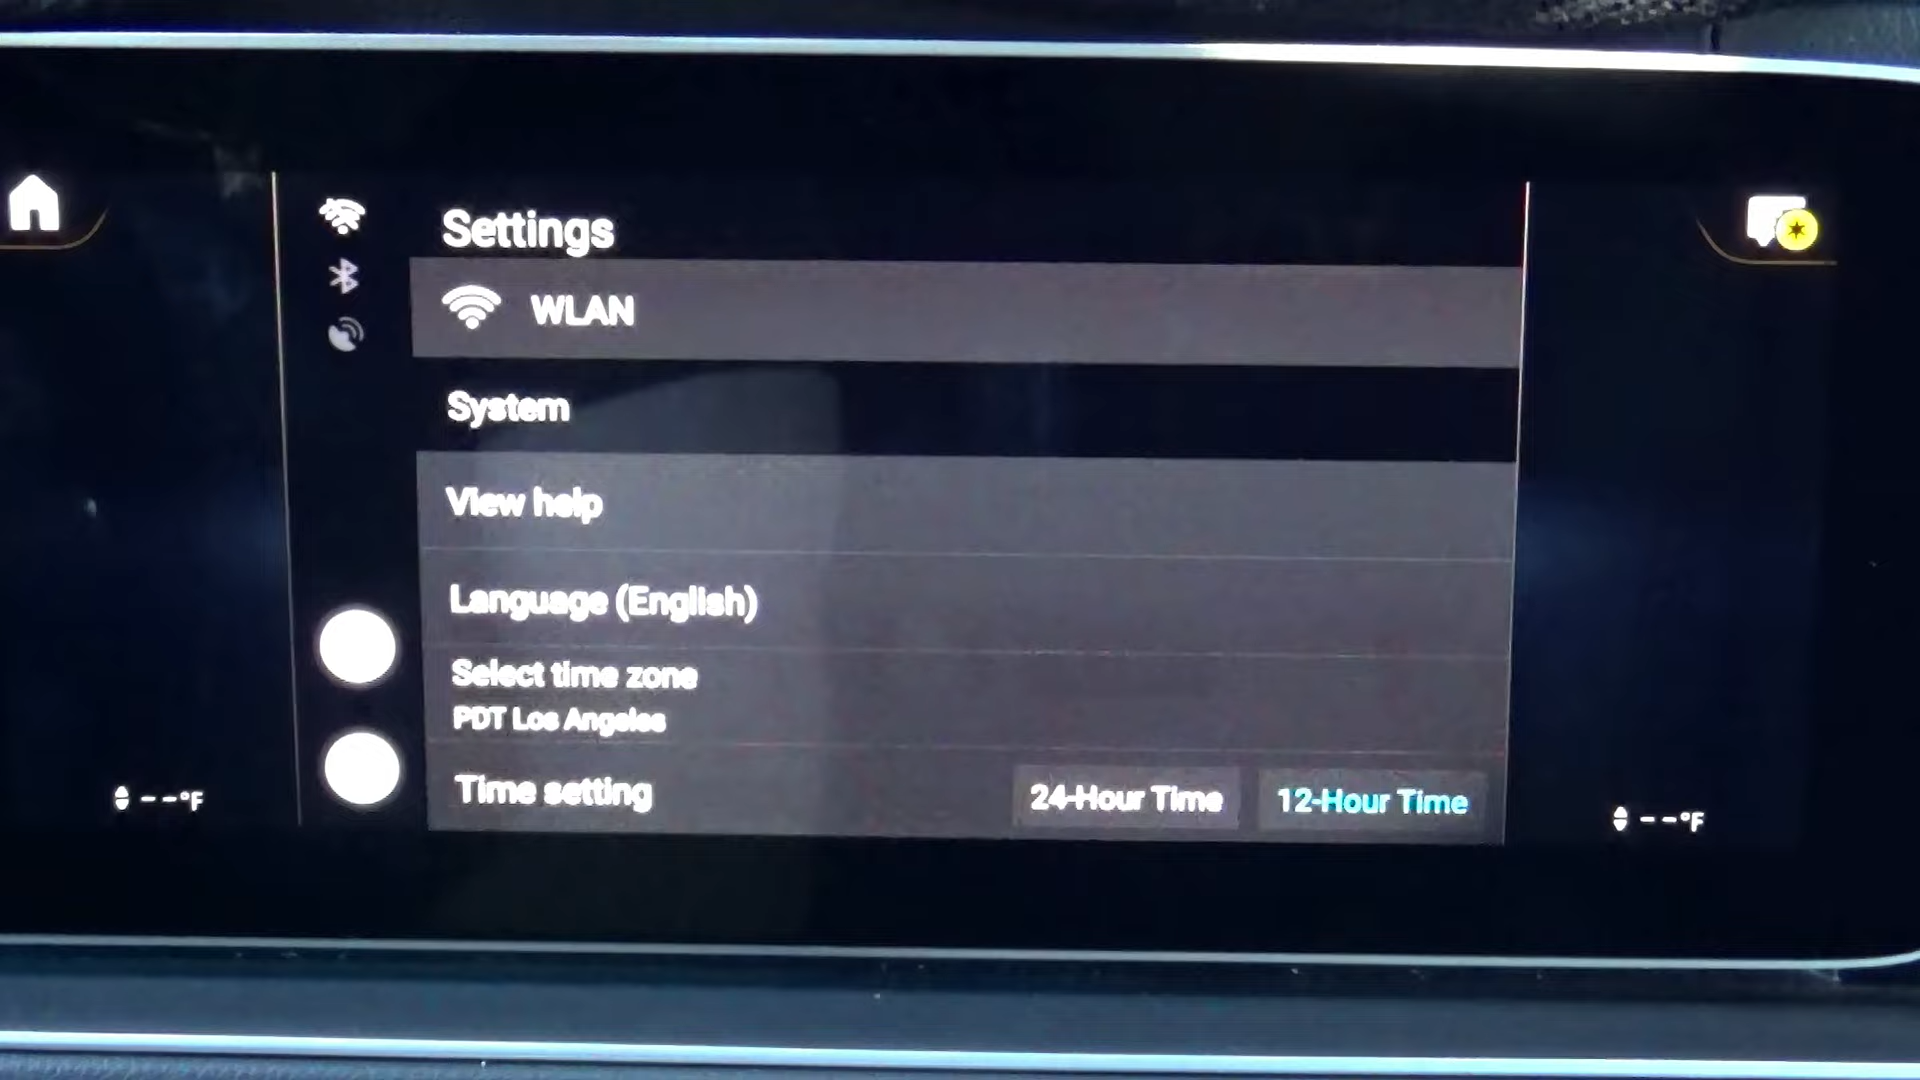 Settings
WLAN
System
View help
Language (English)
Select time zone
PDT Los Angeles
Time setting
24-Hour Time
12-Hour Time
--°F
--°F